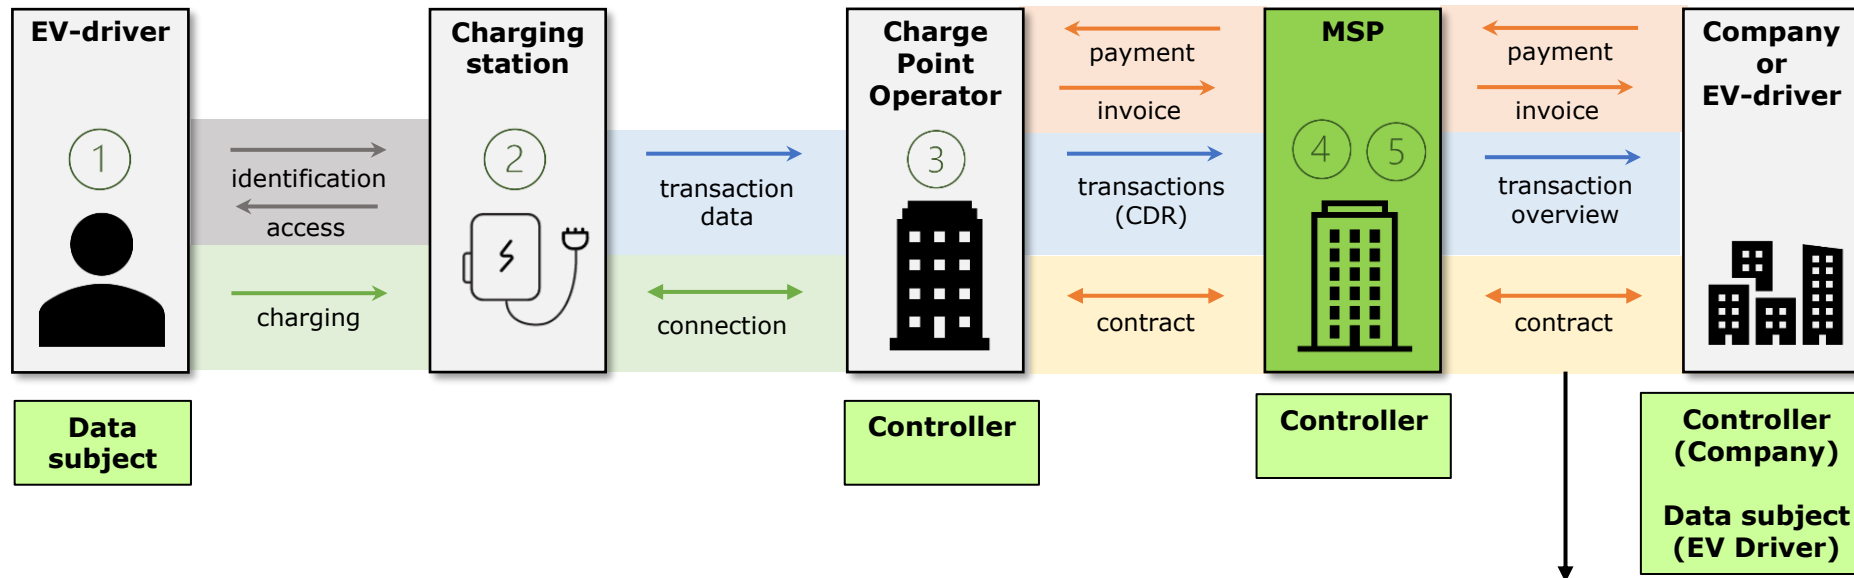 EV-driver
1
identification
access
charging
Charging
station
2
transaction
data
connection
Charge
Point
Operator
3
payment
invoice
transactions
(CDR)
contract
MSP
4 5
payment
invoice
transaction
overview
contract
Company
or
EV-driver
Data
subject
Controller
Controller
Controller
(Company)
Data subject
(EV Driver)